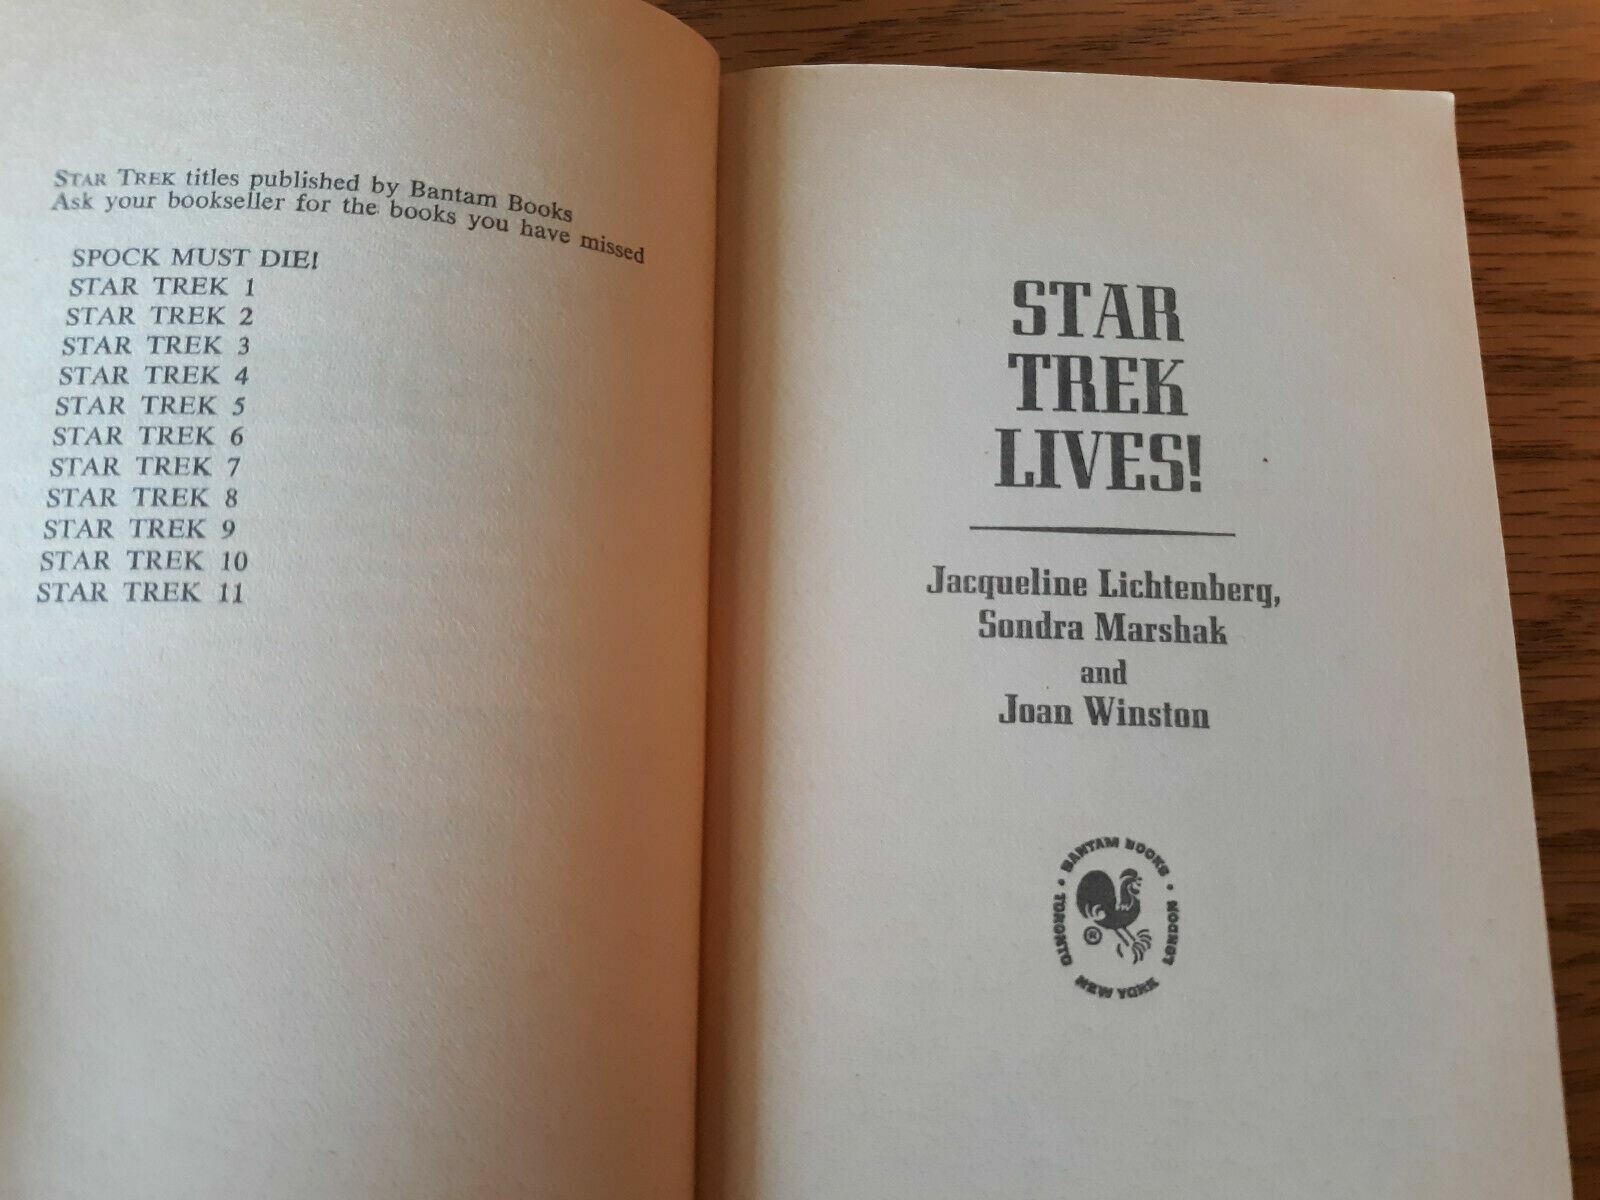 STAR TREK titles published by Bantam Books
Ask your bookseller for the books you have missed
SPOCK MUST DIE!
STAR TREK 1
STAR TREK 2
STAR TREK 3
STAR TREK 4
STAR TREK 5
STAR TREK 6
STAR TREK 7
STAR TREK 8
STAR TREK 9
STAR TREK 10
STAR TREK 11
STAR
TREK
LIVES!
Jacqueline Lichtenberg,
Sondra Marshak
and
Joan Winston
BANTAM BOOKS
TORONTO • NEW YORK • LONDON
®